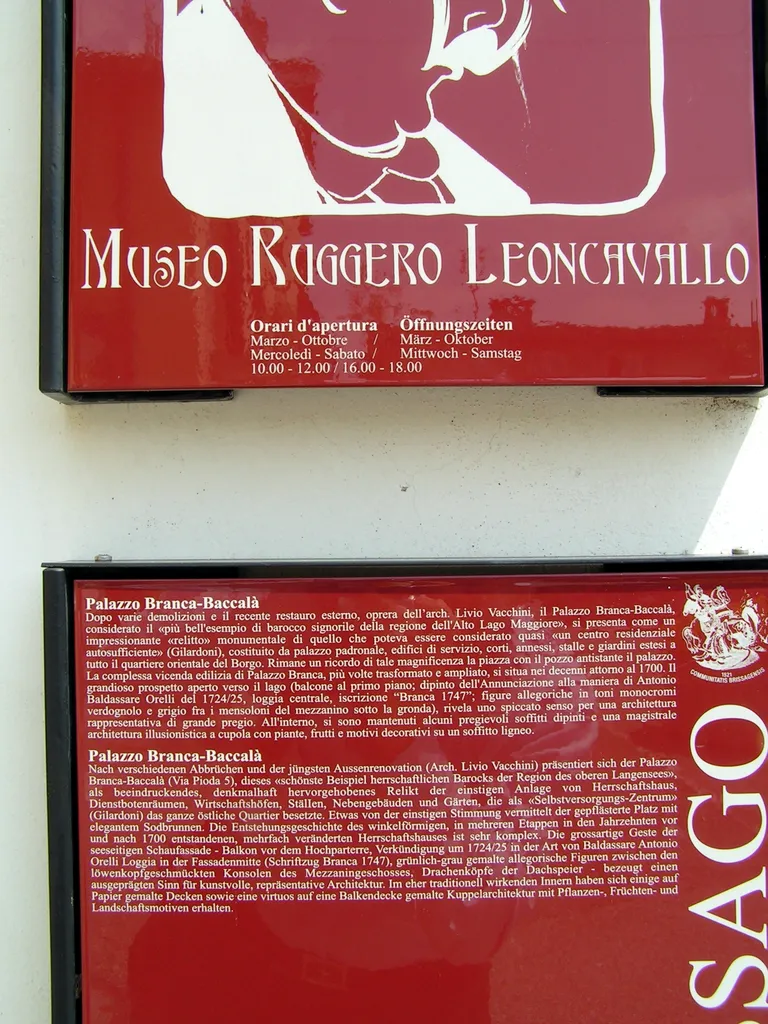 MUSEO RUGGERO LEONCAVALLO
Orari d'apertura Öffnungszeiten
Marzo - Ottobre / März - Oktober
Mercoledì - Sabato / Mittwoch - Samstag
10.00 - 12.00 / 16.00 - 18.00
Palazzo Branca-Baccalà
Dopo varie demolizioni e il recente restauro esterno, oprera dell'arch. Livio Vacchini, il Palazzo Branca-Baccalà,
considerato il «più bell'esempio di barocco signorile della regione dell'Alto Lago Maggiore», si presenta come un
impressionante «relitto» monumentale di quello che poteva essere considerato quasi «un centro residenziale
autosufficiente» (Gilardoni), costituito da palazzo padronale, edifici di servizio, corti, annessi, stalle e giardini estesi a
tutto il quartiere orientale del Borgo. Rimane un ricordo di tale magnificenza la piazza con il pozzo antistante il palazzo.
La complessa vicenda edilizia di Palazzo Branca, più volte trasformato e ampliato, si situa nei decenni attorno al 1700. Il
grandioso prospetto aperto verso il lago (balcone al primo piano; dipinto dell'Annunciazione alla maniera di Antonio
Baldassare Orelli del 1724/25, loggia centrale, iscrizione “Branca 1747”; figure allegoriche in toni monocromi
verdognolo e grigio fra i mensoloni del mezzanino sotto la gronda), rivela uno spiccato senso per una architettura
rappresentativa di grande pregio. All'interno, si sono mantenuti alcuni pregievoli soffitti dipinti e una magistrale
architettura illusionistica a cupola con piante, frutti e motivi decorativi su un soffitto ligneo.
Palazzo Branca-Baccalà
Nach verschiedenen Abbrüchen und der jüngsten Aussenrenovation (Arch. Livio Vacchini) präsentiert sich der Palazzo
Branca-Baccalà (Via Pioda 5), dieses «schönste Beispiel herrschaftlichen Barocks der Region des oberen Langensees»,
als beeindruckendes, denkmalhaft hervorgehobenes Relikt der einstigen Anlage von Herrschaftshaus,
Dienstbotenräumen, Wirtschaftshöfen, Ställen, Nebengebäuden und Gärten, die als «Selbstversorgungs-Zentrum»
(Gilardoni) das ganze östliche Quartier besetzte. Etwas von der einstigen Stimmung vermittelt der gepflästerte Platz mit
elegantem Sodbrunnen. Die Entstehungsgeschichte des winkelförmigen, in mehreren Etappen in den Jahrzehnten vor
und nach 1700 entstandenen, mehrfach veränderten Herrschaftshauses ist sehr komplex. Die grossartige Geste der
seeseitigen Schaufassade - Balkon vor dem Hochparterre, Verkündigung um 1724/25 in der Art von Baldassare Antonio
Orelli Loggia in der Fassadenmitte (Schriftzug Branca 1747), grünlich-grau gemalte allegorische Figuren zwischen den
löwenkopfgeschmückten Konsolen des Mezzaningeschosses, Drachenköpfe der Dachspeier - bezeugt einen
ausgeprägten Sinn für kunstvolle, repräsentative Architektur. Im eher traditionell wirkenden Innern haben sich einige auf
Papier gemalte Decken sowie eine virtuos auf eine Balkendecke gemalte Kuppelarchitektur mit Pflanzen-, Früchten- und
Landschaftsmotiven erhalten.
1521
COMMUNITATIS BRISSAGENSIS
SSAGO